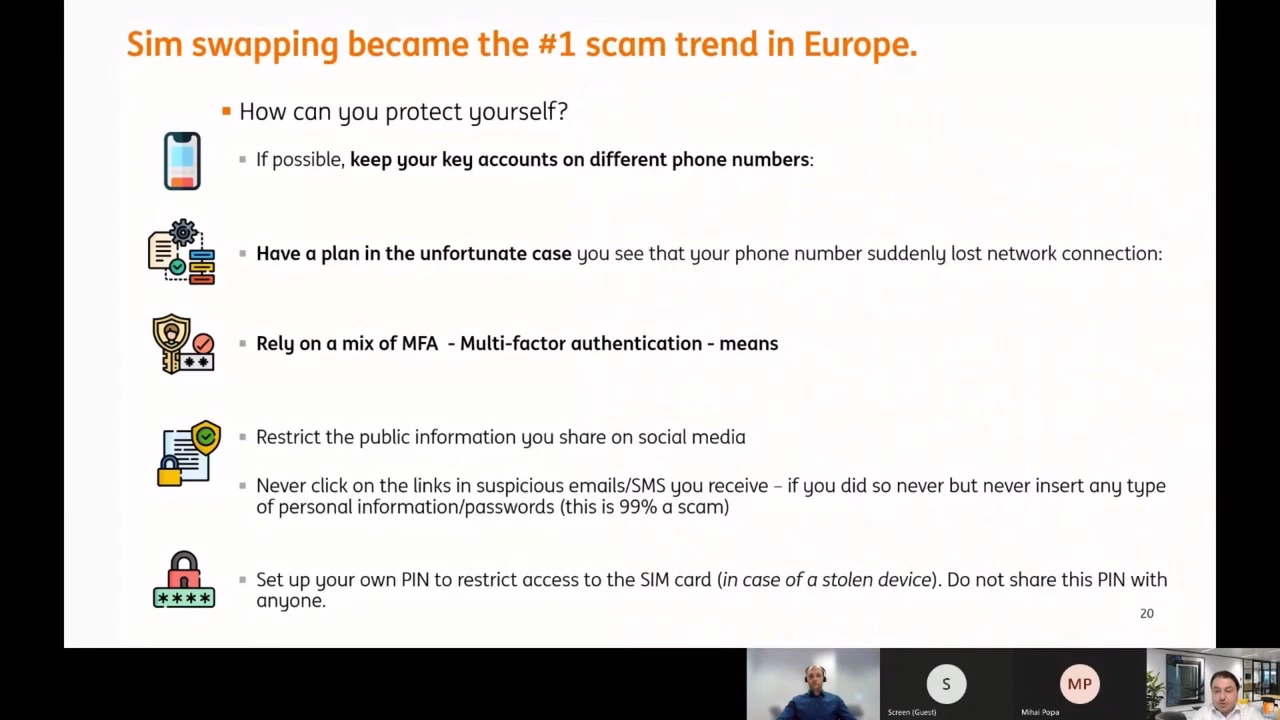 Sim swapping became the #1 scam trend in Europe.
How can you protect yourself?
If possible, keep your key accounts on different phone numbers:
Have a plan in the unfortunate case you see that your phone number suddenly lost network connection:
Rely on a mix of MFA - Multi-factor authentication - means
Restrict the public information you share on social media
Never click on the links in suspicious emails/SMS you receive – if you did so never but never insert any type
of personal information/passwords (this is 99% a scam)
Set up your own PIN to restrict access to the SIM card (in case of a stolen device). Do not share this PIN with
anyone.
20
S
MP
Screen (Guest)
Mihai Popa